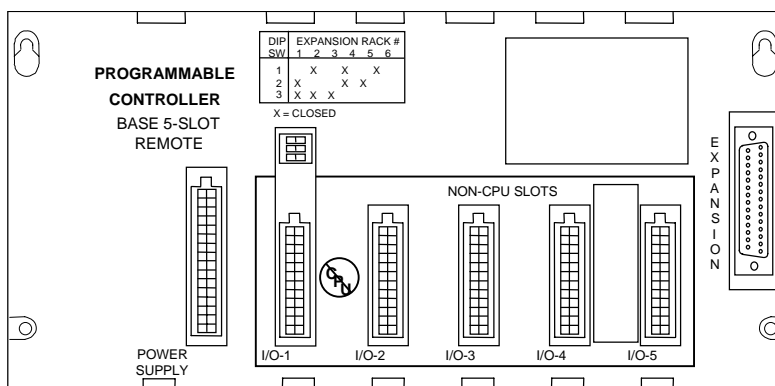 PROGRAMMABLE
CONTROLLER
BASE 5-SLOT
REMOTE
DIP EXPANSION RACK #
SW 1 2 3 4 5 6
1 X X X
2 X X X
3 X X X
X = CLOSED
EXPANSION
NON-CPU SLOTS
CPU
POWER
SUPPLY
I/O-1
I/O-2
I/O-3
I/O-4
I/O-5